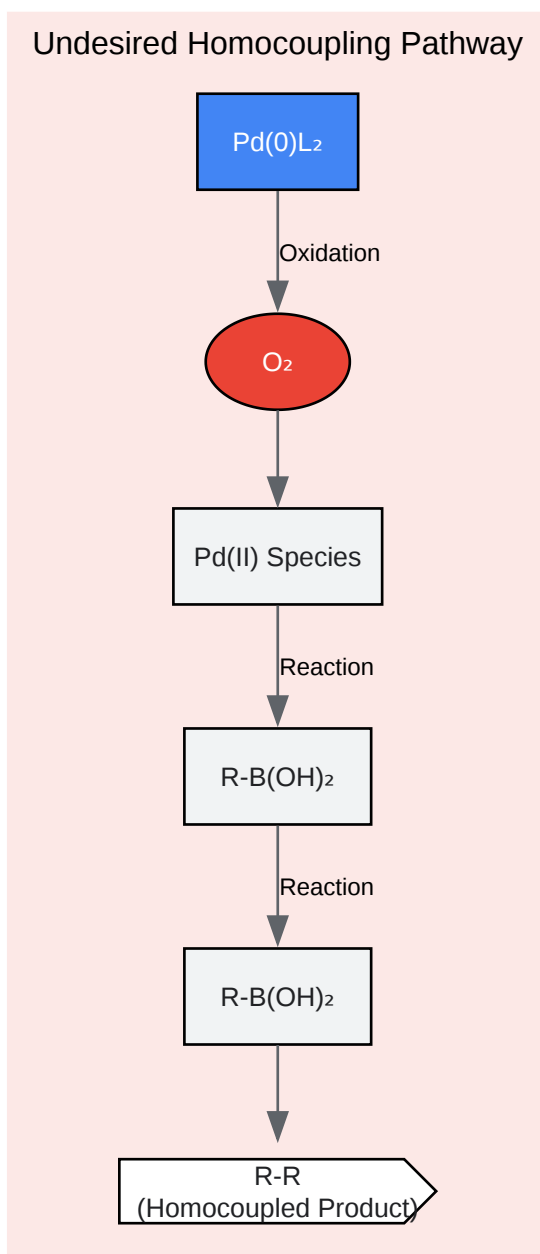 Undesired Homocoupling Pathway
Pd(0)L₂
Oxidation
O₂
Pd(II) Species
Reaction
R-B(OH)₂
Reaction
R-B(OH)₂
R-R
(Homocoupled Product)